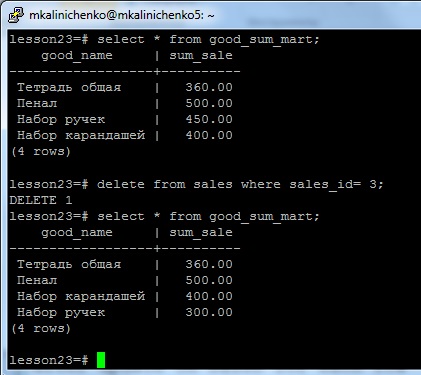 mkalinichenko@mkalinichenko5: ~
lesson23=# select * from good_sum_mart;
    good_name     | sum_sale
------------------+----------
 Тетрадь общая    |   360.00
 Пенал            |   500.00
 Набор ручек      |   450.00
 Набор карандашей |   400.00
(4 rows)
lesson23=# delete from sales where sales_id= 3;
DELETE 1
lesson23=# select * from good_sum_mart;
    good_name     | sum_sale
------------------+----------
 Тетрадь общая    |   360.00
 Пенал            |   500.00
 Набор карандашей |   400.00
 Набор ручек      |   300.00
(4 rows)
lesson23=#